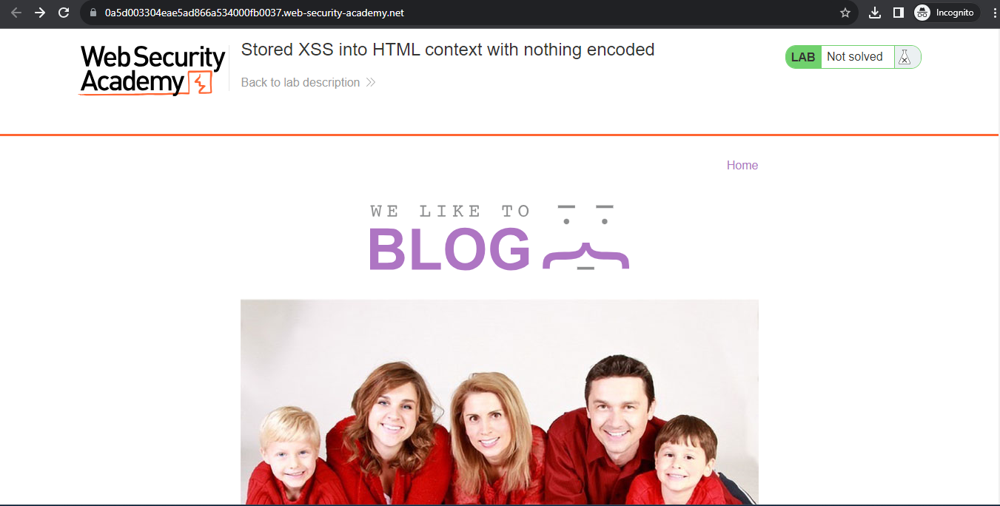 0a5d003304eae5ad866a534000fb0037.web-security-academy.net
Incognito
Web Security
Academy
Stored XSS into HTML context with nothing encoded
Back to lab description
LAB
Not solved
Home
WE LIKE TO
BLOG